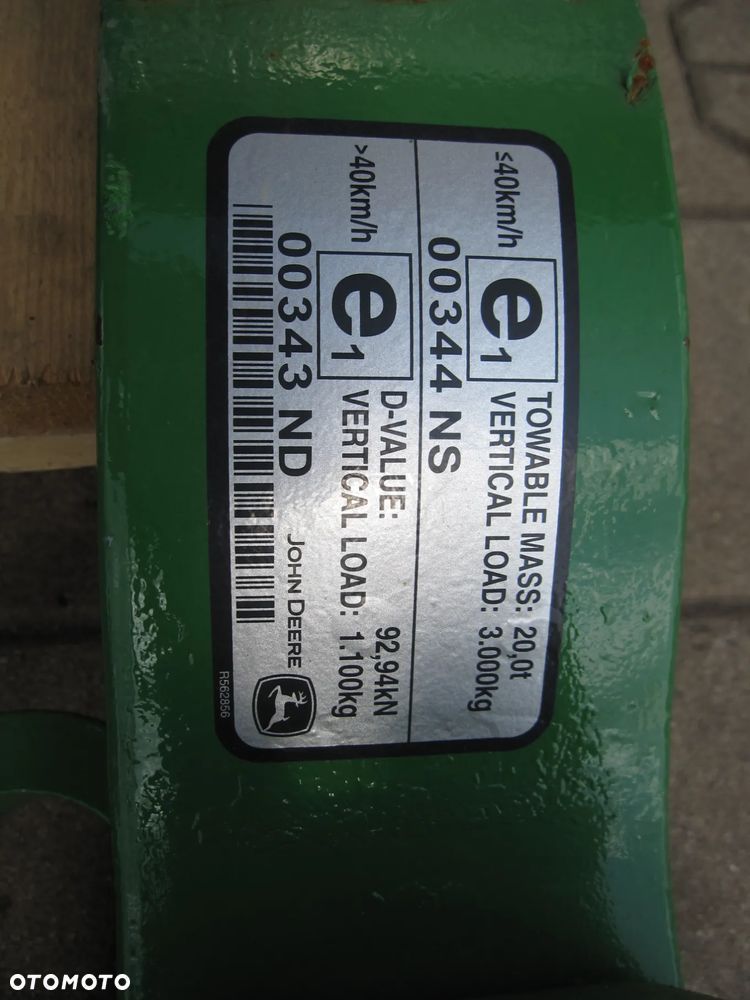 ≤40km/h
e1
TOWABLE MASS: 20,0t
VERTICAL LOAD: 3.000kg
00344 NS
>40km/h
e1
D-VALUE: 92,94kN
VERTICAL LOAD: 1.100kg
00343 ND
JOHN DEERE
R562856
OTOMOTO